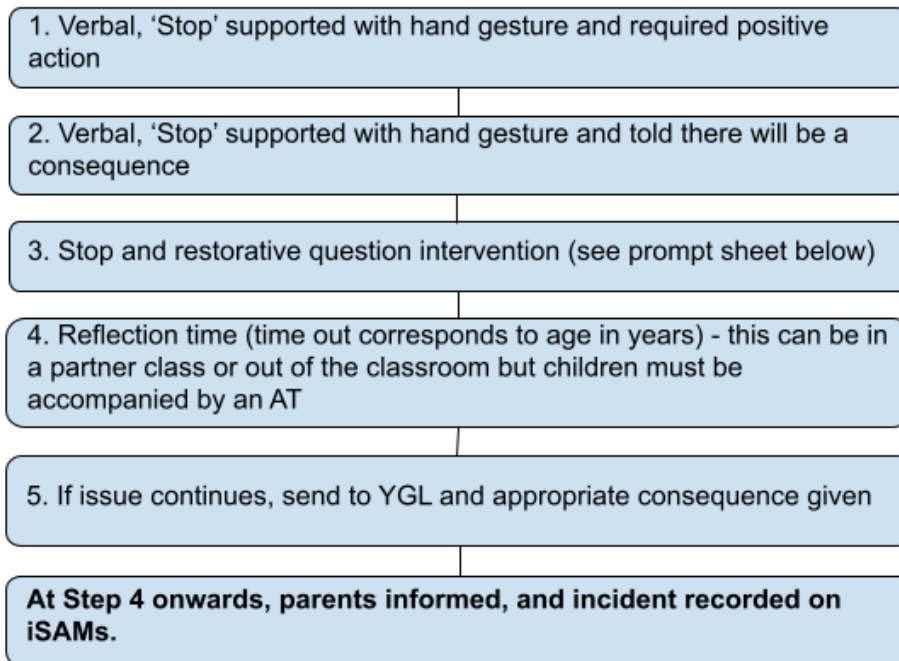 1. Verbal, ‘Stop’ supported with hand gesture and required positive
action
2. Verbal, ‘Stop’ supported with hand gesture and told there will be a
consequence
3. Stop and restorative question intervention (see prompt sheet below)
4. Reflection time (time out corresponds to age in years) - this can be in
a partner class or out of the classroom but children must be
accompanied by an AT
5. If issue continues, send to YGL and appropriate consequence given
At Step 4 onwards, parents informed, and incident recorded on
iSAMs.